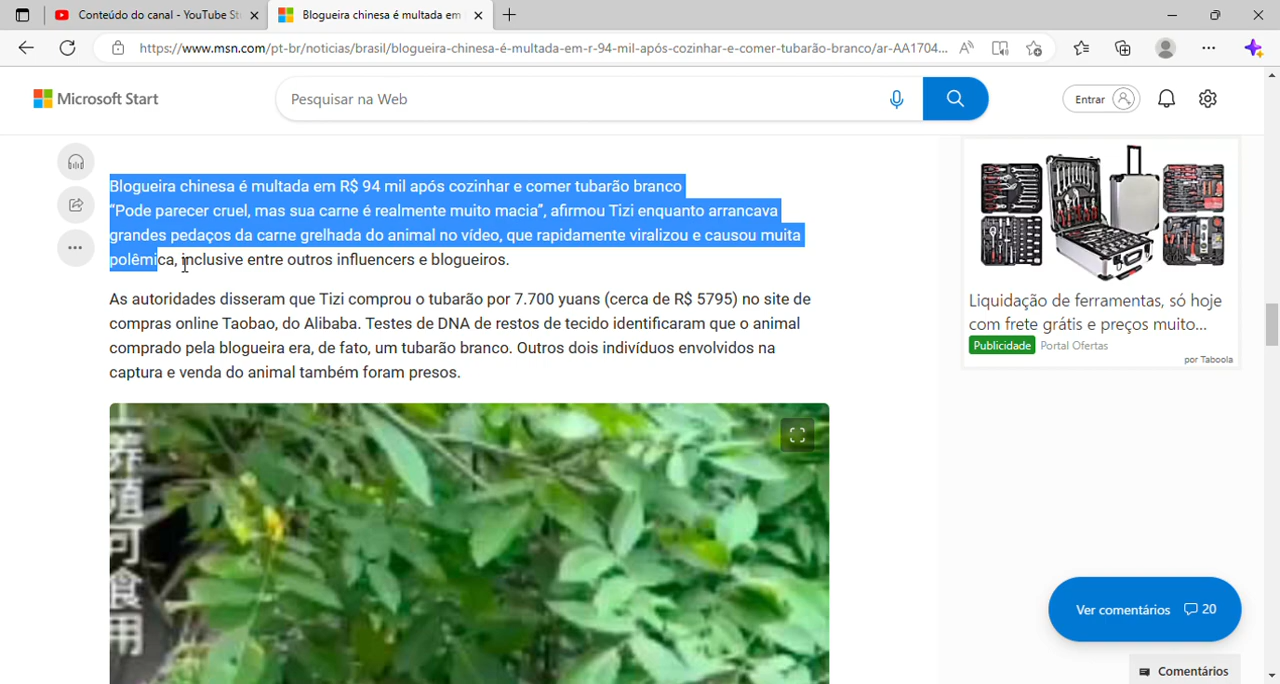 Conteúdo do canal - YouTube St
Blogueira chinesa é multada em
https://www.msn.com/pt-br/noticias/brasil/blogueira-chinesa-é-multada-em-r-94-mil-após-cozinhar-e-comer-tubarão-branco/ar-AA1704...
Microsoft Start
Pesquisar na Web
Entrar
Blogueira chinesa é multada em R$ 94 mil após cozinhar e comer tubarão branco
“Pode parecer cruel, mas sua carne é realmente muito macia”, afirmou Tizi enquanto arrancava
grandes pedaços da carne grelhada do animal no vídeo, que rapidamente viralizou e causou muita
polêmica, inclusive entre outros influencers e blogueiros.
As autoridades disseram que Tizi comprou o tubarão por 7.700 yuans (cerca de R$ 5795) no site de
compras online Taobao, do Alibaba. Testes de DNA de restos de tecido identificaram que o animal
comprado pela blogueira era, de fato, um tubarão branco. Outros dois indivíduos envolvidos na
captura e venda do animal também foram presos.
养殖可食用
Liquidação de ferramentas, só hoje
com frete grátis e preços muito...
Publicidade Portal Ofertas
por Taboola
Ver comentários 20
Comentários